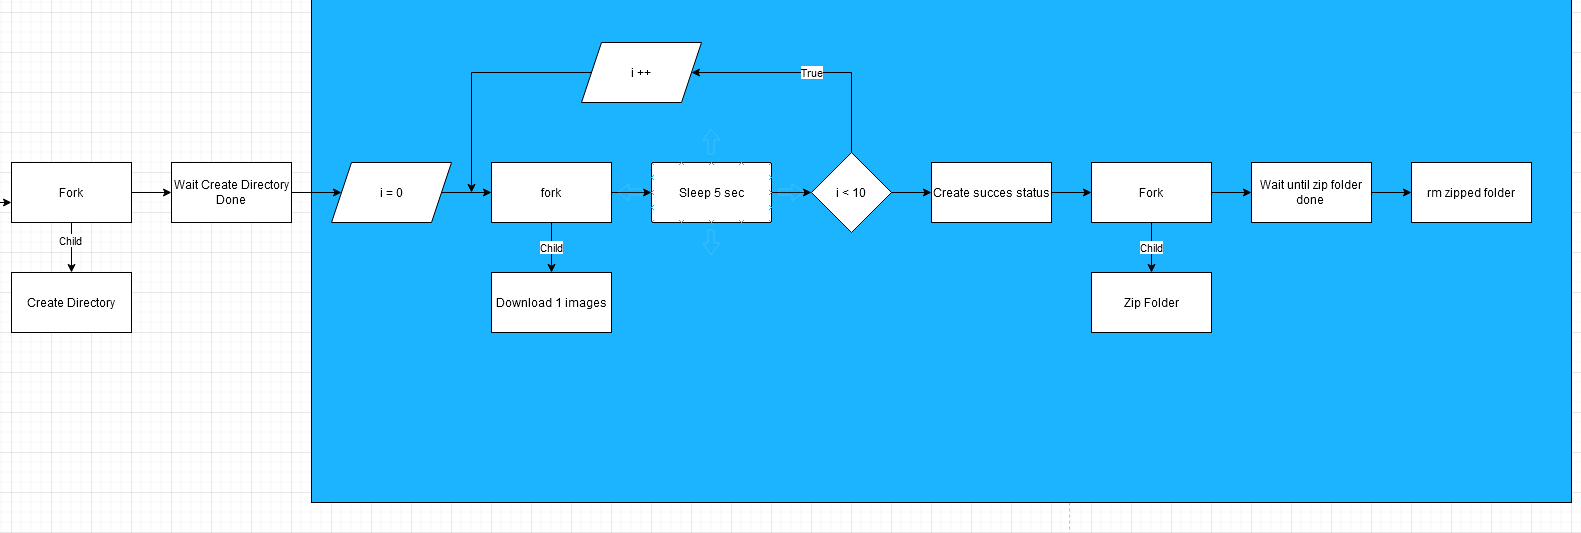 i ++
True
Fork
Wait Create Directory
Done
i = 0
fork
Sleep 5 sec
i < 10
Create succes status
Fork
Wait until zip folder
done
rm zipped folder
Child
Child
Child
Create Directory
Download 1 images
Zip Folder